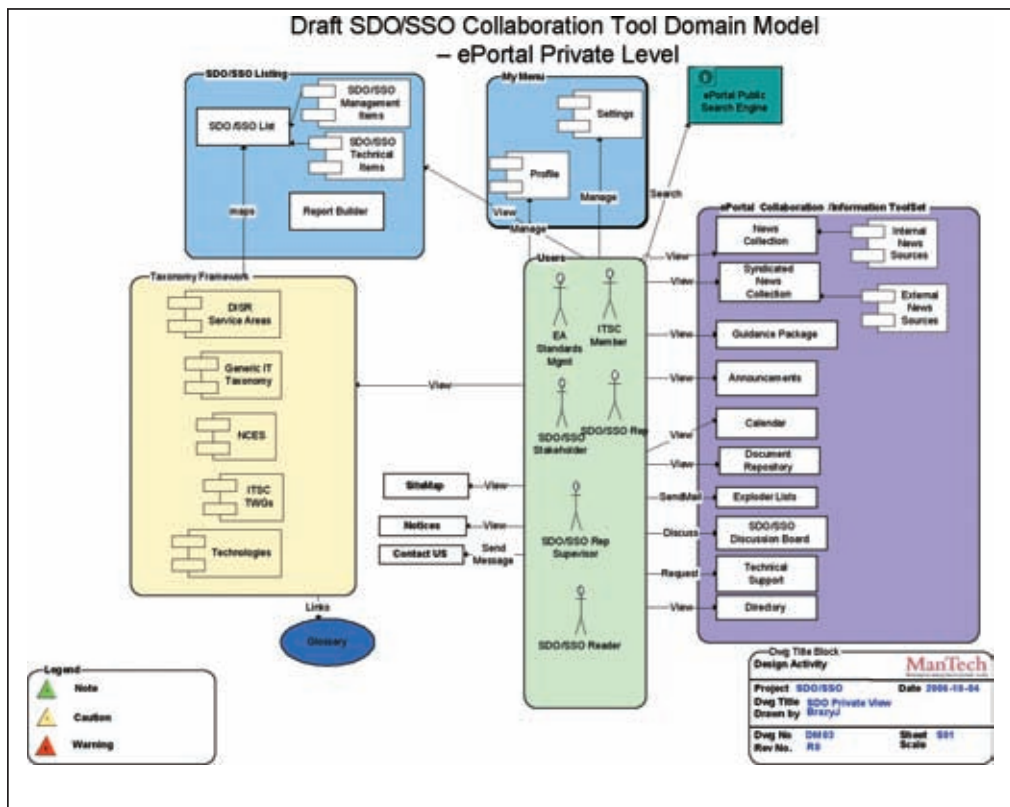 Draft SDO/SSO Collaboration Tool Domain Model
– ePortal Private Level
SDO/SSO Listing
SDO/SSO
Management
Items
SDO/SSO List
SDO/SSO
Technical
Items
Report Builder
maps
My Menu
Settings
Profile
Manage
View
Manage
ePortal Public
Search Engine
Search
Taxonomy Framework
DISR
Service Areas
Generic IT
Taxonomy
NCES
ITSC
TWGs
Technologies
Links
Glossary
View
Users
EA
Standards
Mgmt
ITSC
Member
SDO/SSO
Stakeholder
SDO/SSO Rep
SDO/SSO Rep
Supevisor
SDO/SSO Reader
SiteMap
View
Notices
View
Contact US
Send
Message
ePortal Collaboration /Information ToolSet
View
News
Collection
Internal
News
Sources
View
Syndicated
News
Collection
External
News
Sources
View
Guidance Package
View
Announcements
View
Calendar
View
Document
Repository
SendMail
Exploder Lists
Discuss
SDO/SSO
Discussion Board
Request
Technical
Support
View
Directory
Legend
Note
Caution
Warning
Dwg Title Block
Design Activity
ManTech
Project SDO/SSO Date 2006-10-04
Dwg Title SDO Private View
Drawn by BrazyJ
Dwg No DM03 Sheet S01
Rev No. R0 Scale